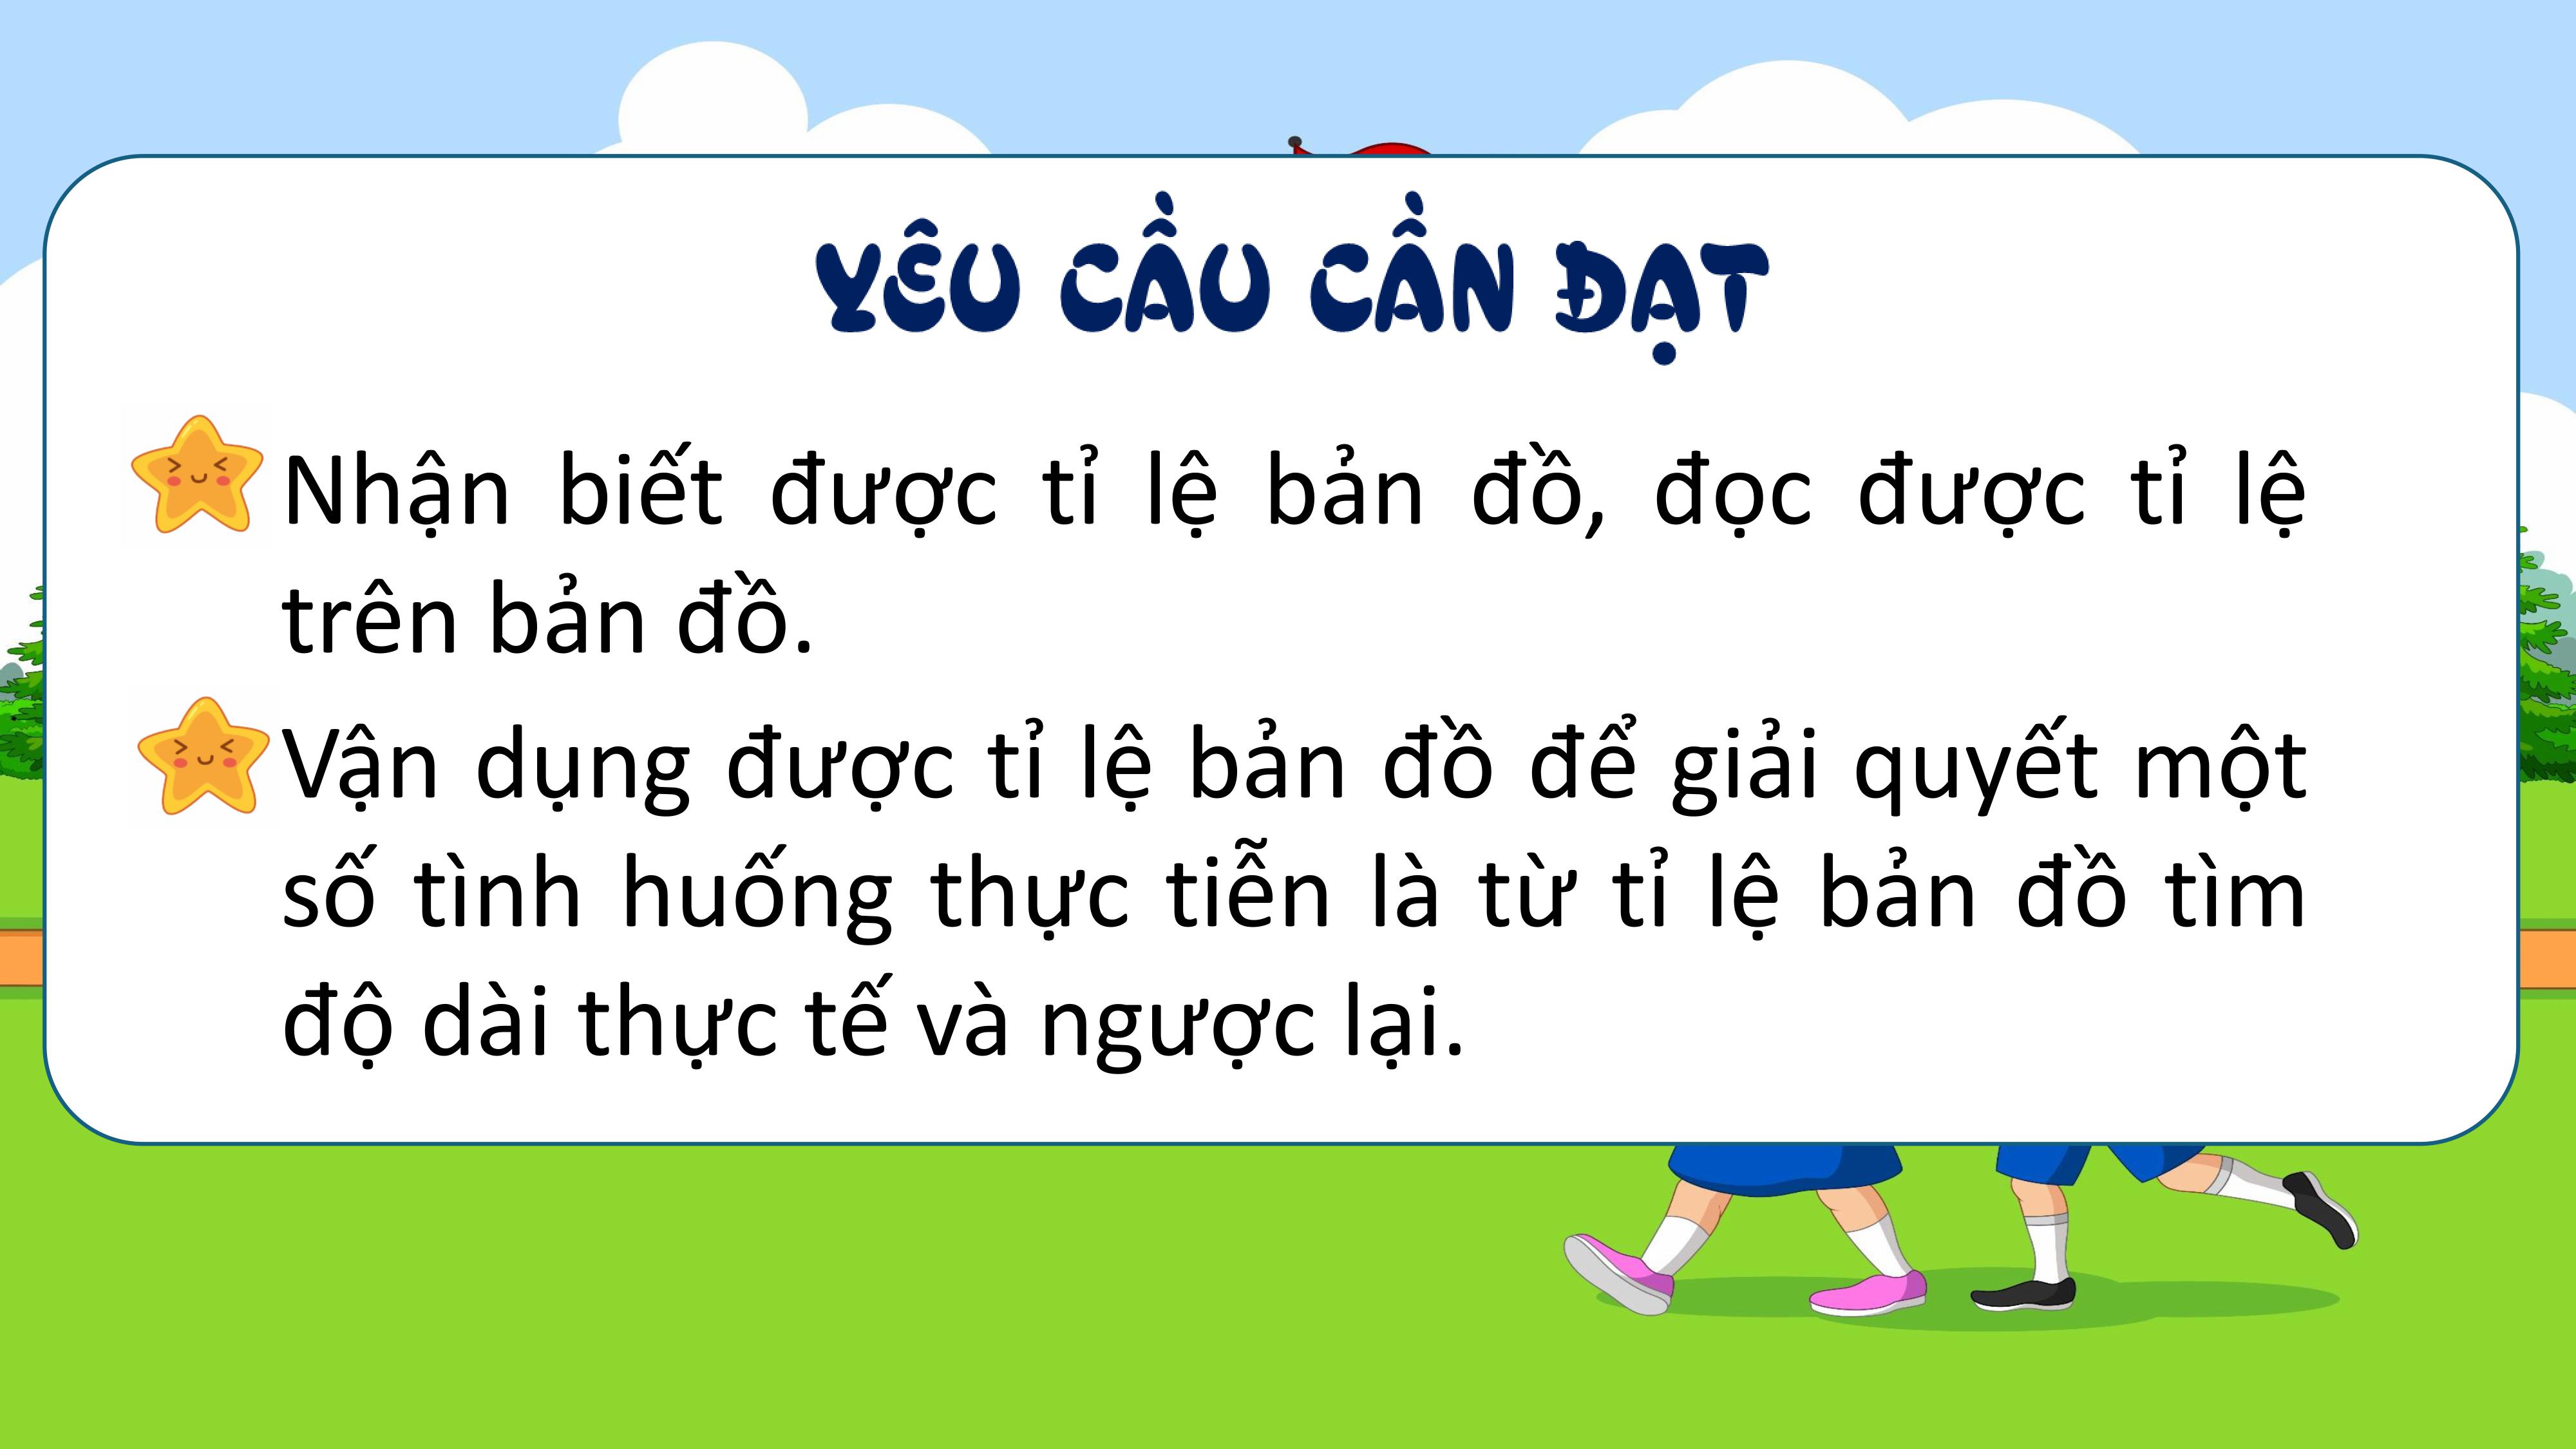 YÊU CẦU CẦN ĐẠT
Nhận biết được tỉ lệ bản đồ, đọc được tỉ lệ
trên bản đồ.
Vận dụng được tỉ lệ bản đồ để giải quyết một
số tình huống thực tiễn là từ tỉ lệ bản đồ tìm
độ dài thực tế và ngược lại.